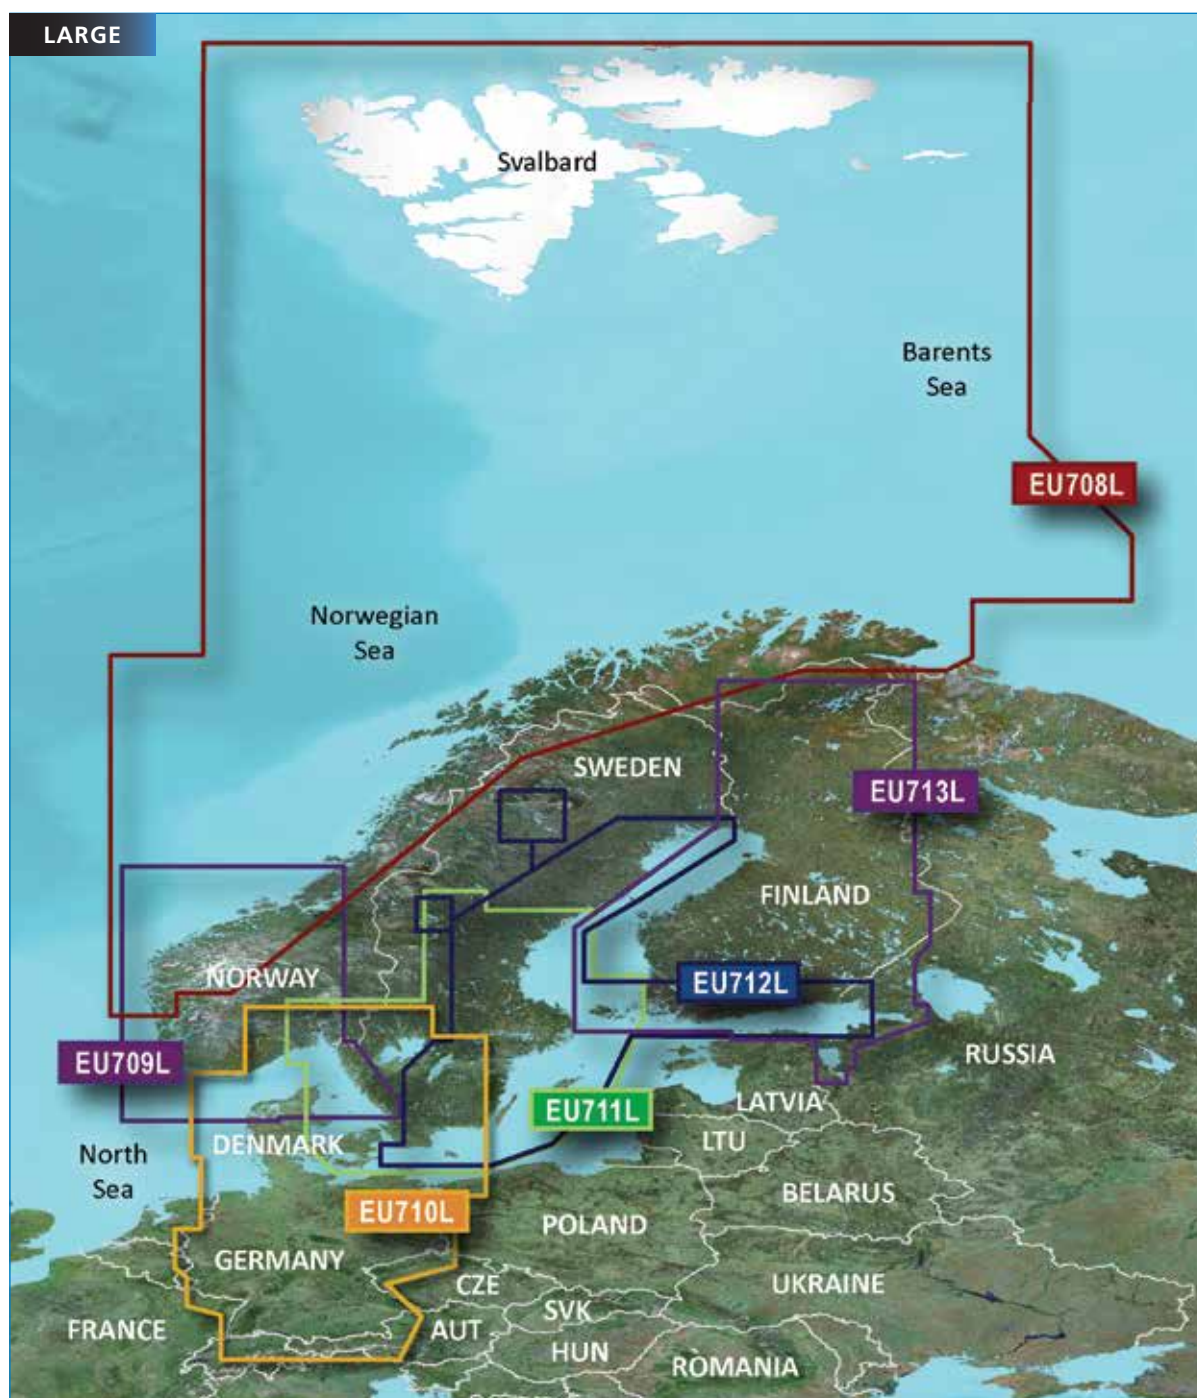 LARGE
Svalbard
Barents
Sea
EU708L
Norwegian
Sea
SWEDEN
EU713L
FINLAND
NORWAY
EU712L
EU709L
RUSSIA
EU711L
LATVIA
DENMARK
LTU
North
Sea
BELARUS
EU710L
POLAND
GERMANY
CZE
UKRAINE
SVK
FRANCE
AUT
HUN
ROMANIA